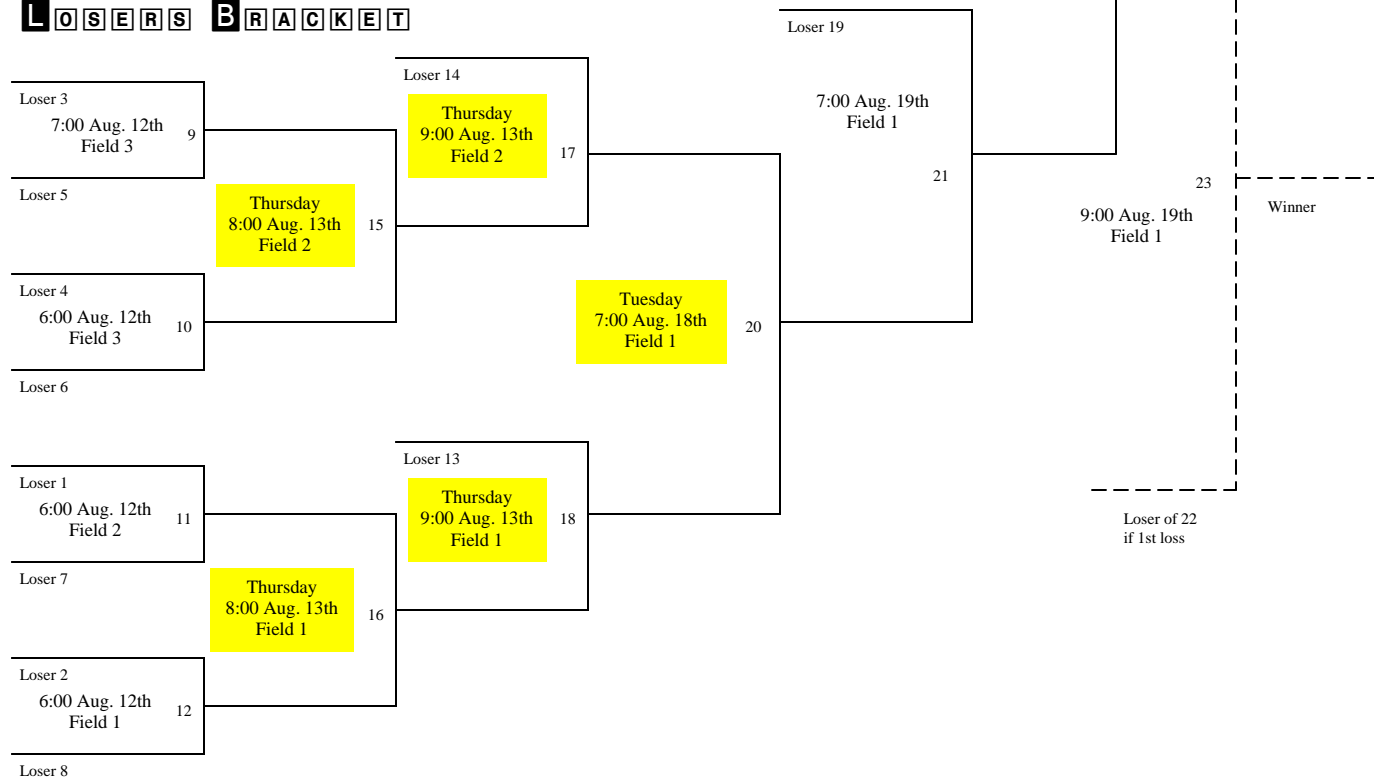 LOSERS BRACKET
Loser 19
Loser 14
Loser 3
7:00 Aug. 12th
Field 3
9
Loser 5
Thursday
9:00 Aug. 13th
Field 2
17
7:00 Aug. 19th
Field 1
21
Thursday
8:00 Aug. 13th
Field 2
15
23
9:00 Aug. 19th
Field 1
Winner
Loser 4
6:00 Aug. 12th
Field 3
10
Loser 6
Tuesday
7:00 Aug. 18th
Field 1
20
Loser 13
Loser 1
6:00 Aug. 12th
Field 2
11
Loser 7
Thursday
9:00 Aug. 13th
Field 1
18
Loser of 22
if 1st loss
Thursday
8:00 Aug. 13th
Field 1
16
Loser 2
6:00 Aug. 12th
Field 1
12
Loser 8